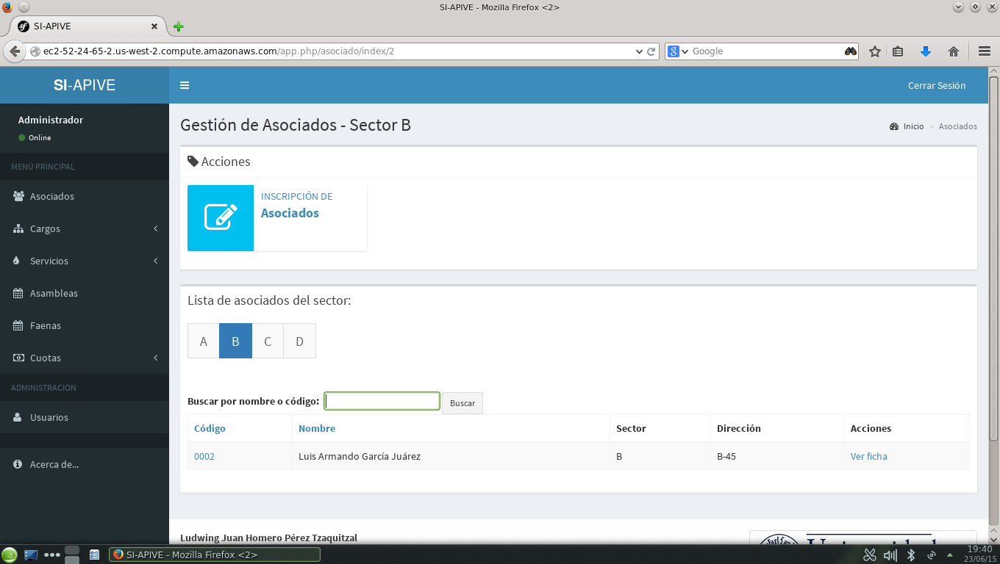 SI-APIVE - Mozilla Firefox <2>
SI-APIVE
ec2-52-24-65-2.us-west-2.compute.amazonaws.com/app.php/asociado/index/2
Google
SI-APIVE
Cerrar Sesión
Administrador
Online
MENÚ PRINCIPAL
Asociados
Cargos
Servicios
Asambleas
Faenas
Cuotas
ADMINISTRACIÓN
Usuarios
Acerca de...
Gestión de Asociados - Sector B
Inicio > Asociados
Acciones
INSCRIPCIÓN DE
Asociados
Lista de asociados del sector:
A B C D
Buscar por nombre o código: Buscar
Código Nombre Sector Dirección Acciones
0002 Luis Armando García Juárez B B-45 Ver ficha
Ludwing Juan Homero Pérez Tzaquitzal
SI-APIVE - Mozilla Firefox <2>
19:40
23/06/15